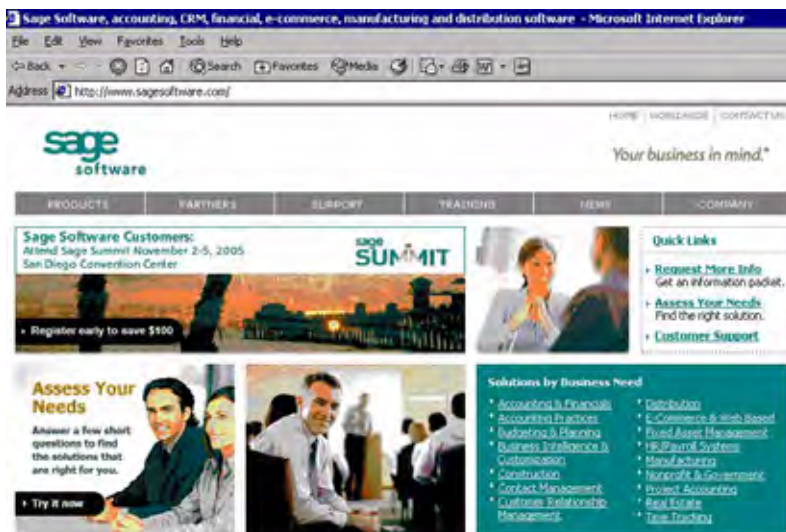 Sage Software, accounting, CRM, financial, e-commerce, manufacturing and distribution software - Microsoft Internet Explorer
File Edit View Favorites Tools Help
Back Search Favorites Media
Address http://www.sagesoftware.com/
HOME WORLDWIDE CONTACT US
sage
software
Your business in mind.
PRODUCTS PARTNERS SUPPORT TRAINING NEWS COMPANY
Sage Software Customers:
Attend Sage Summit November 2-5, 2005
San Diego Convention Center
sage
SUMMIT
Register early to save $100
Quick Links
Request More Info
Get an information packet.
Assess Your Needs
Find the right solution.
Customer Support
Assess Your
Needs
Answer a few short
questions to find
the solutions that
are right for you.
Try it now
Solutions by Business Need
Accounting & Financials
Accounting Practices
Budgeting & Planning
Business Intelligence &
Customization
Construction
Contact Management
Customer Relationship
Management
Distribution
E-Commerce & Web Based
Fixed Asset Management
HR/Payroll Systems
Manufacturing
Nonprofit & Government
Project Accounting
Real Estate
Time Tracking